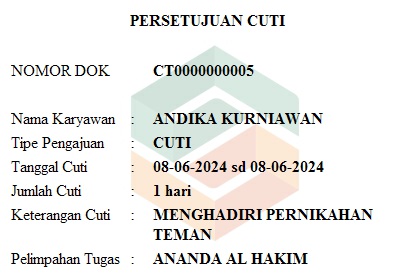 PERSETUJUAN CUTI
NOMOR DOK CT0000000005
Nama Karyawan : ANDIKA KURNIAWAN
Tipe Pengajuan : CUTI
Tanggal Cuti : 08-06-2024 sd 08-06-2024
Jumlah Cuti : 1 hari
Keterangan Cuti : MENGHADIRI PERNIKAHAN
TEMAN
Pelimpahan Tugas : ANANDA AL HAKIM